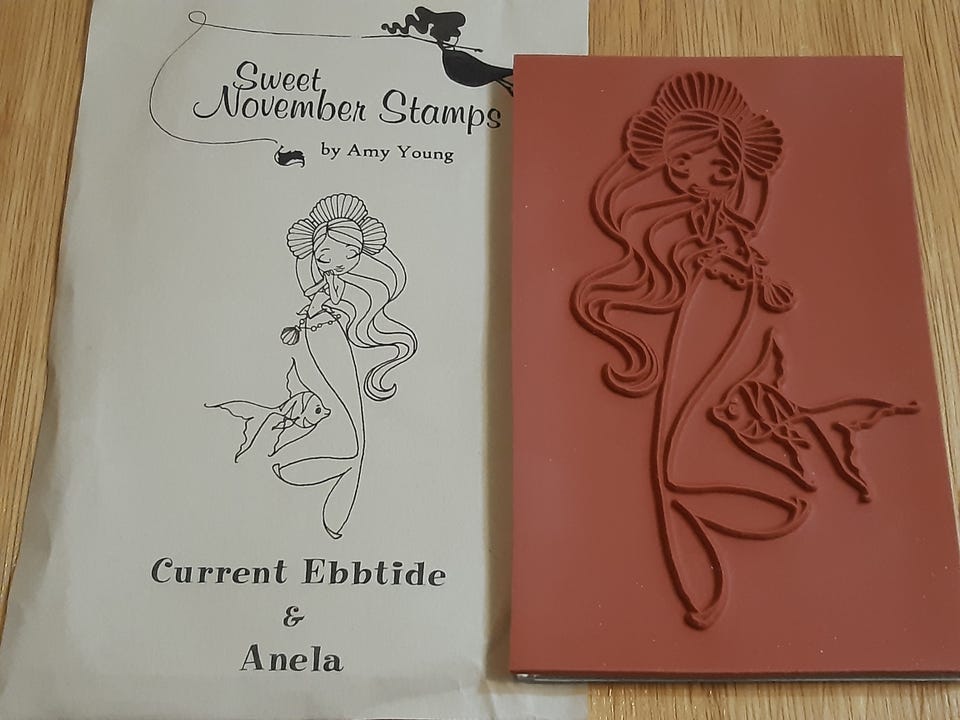 Sweet
November Stamps
by Amy Young
Current Ebbtide
&
Anela